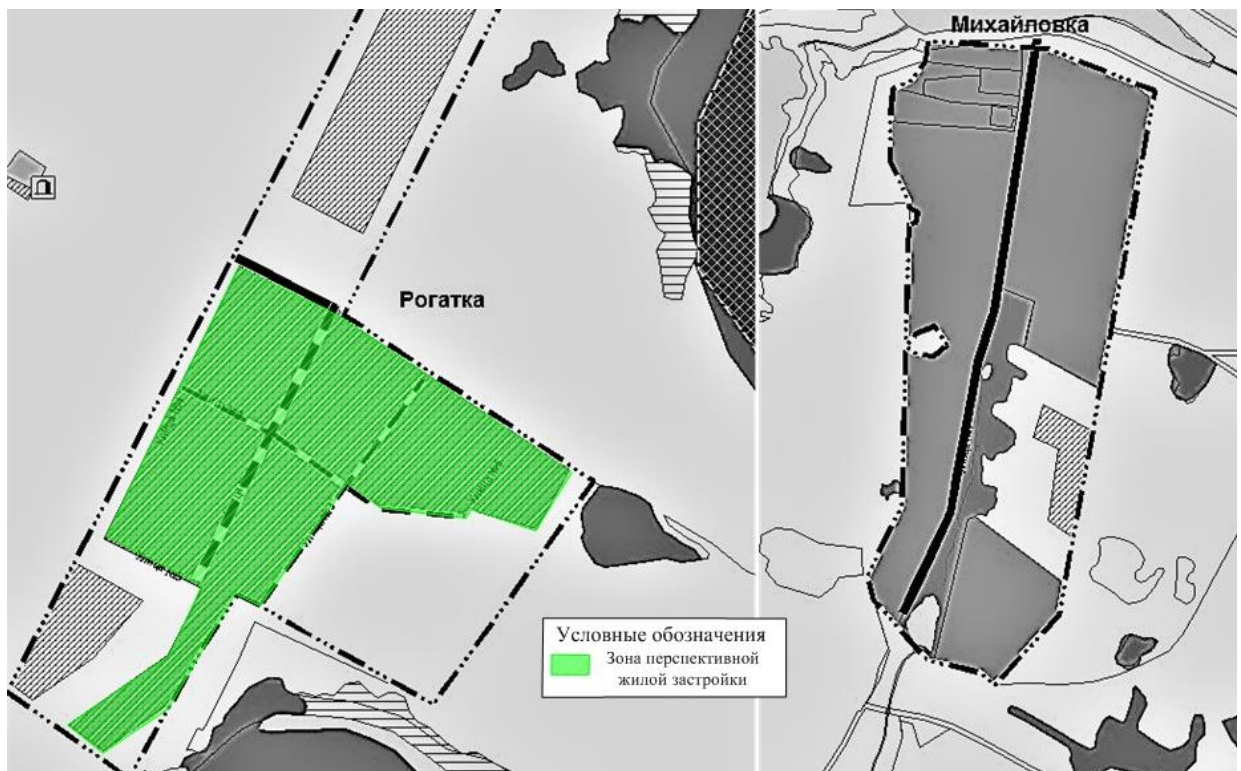 Михайловка
Рогатка
Условные обозначения
Зона перспективной
жилой застройки